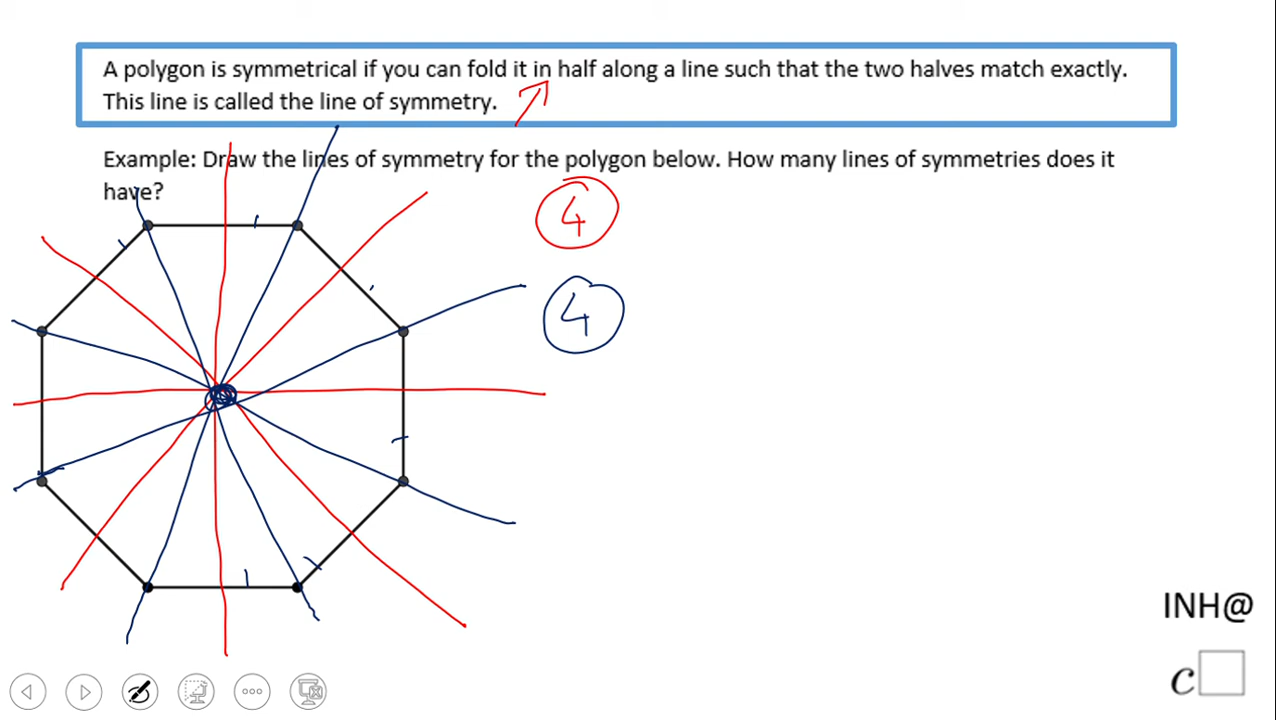 A polygon is symmetrical if you can fold it in half along a line such that the two halves match exactly.
This line is called the line of symmetry.
Example: Draw the lines of symmetry for the polygon below. How many lines of symmetries does it
have?
4
4
INH@
c